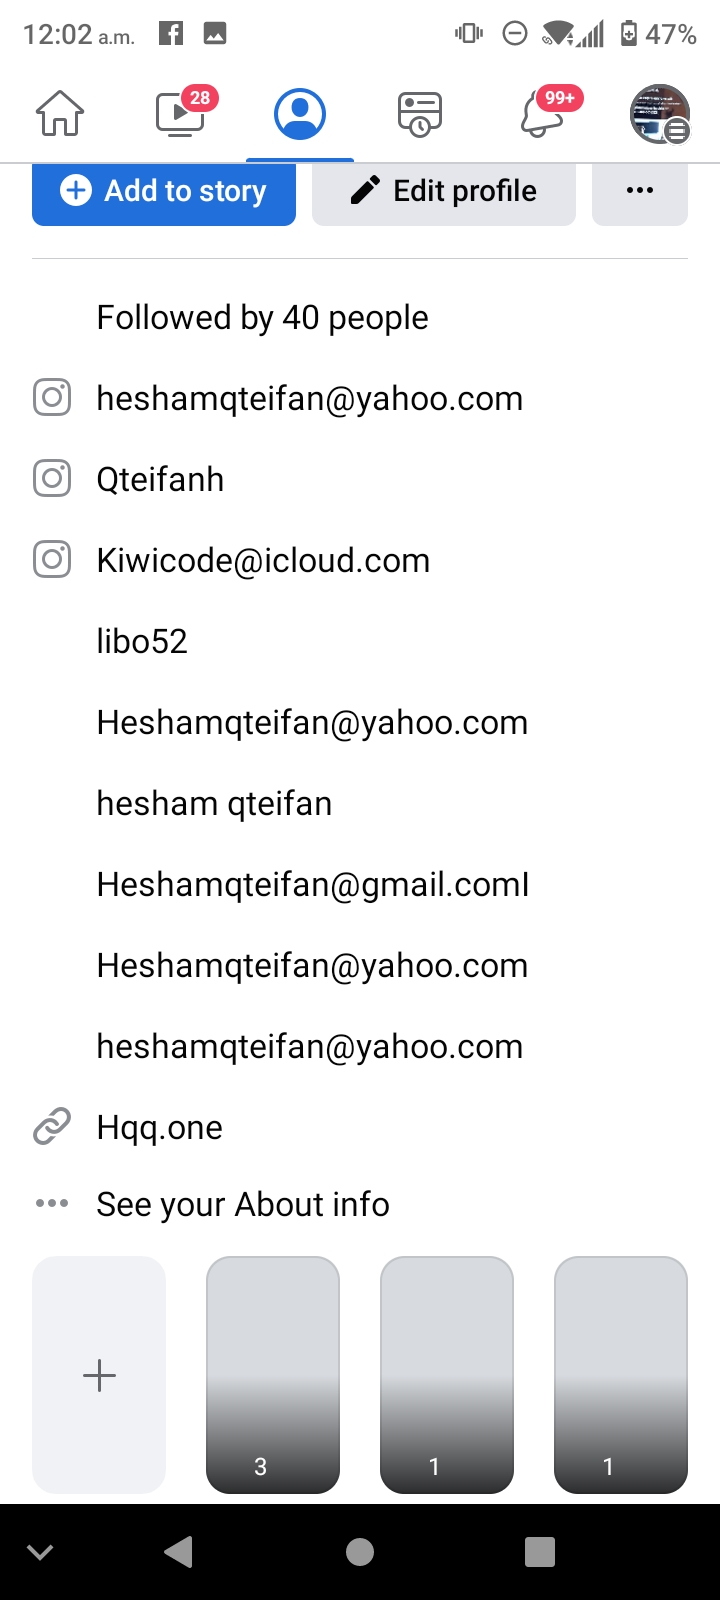 12:02 a.m.
47%
28
99+
Add to story
Edit profile
Followed by 40 people
heshamqteifan@yahoo.com
Qteifanh
Kiwicode@icloud.com
libo52
Heshamqteifan@yahoo.com
hesham qteifan
Heshamqteifan@gmail.comI
Heshamqteifan@yahoo.com
heshamqteifan@yahoo.com
Hqq.one
See your About info
3
1
1